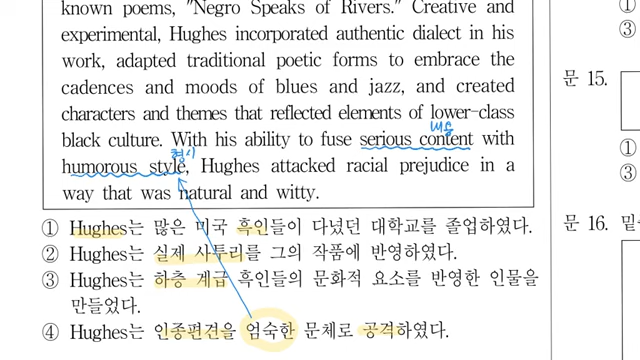 known poems, "Negro Speaks of Rivers." Creative and
experimental, Hughes incorporated authentic dialect in his
work, adapted traditional poetic forms to embrace the
cadences and moods of blues and jazz, and created
characters and themes that reflected elements of lower-class
black culture. With his ability to fuse serious content with
내용
형식
humorous style, Hughes attacked racial prejudice in a
way that was natural and witty.
① Hughes는 많은 미국 흑인들이 다녔던 대학교를 졸업하였다.
② Hughes는 실제 사투리를 그의 작품에 반영하였다.
③ Hughes는 하층 계급 흑인들의 문화적 요소를 반영한 인물을
만들었다.
④ Hughes는 인종편견을 엄숙한 문체로 공격하였다.
①
③
문 15.
①
③
문 16.